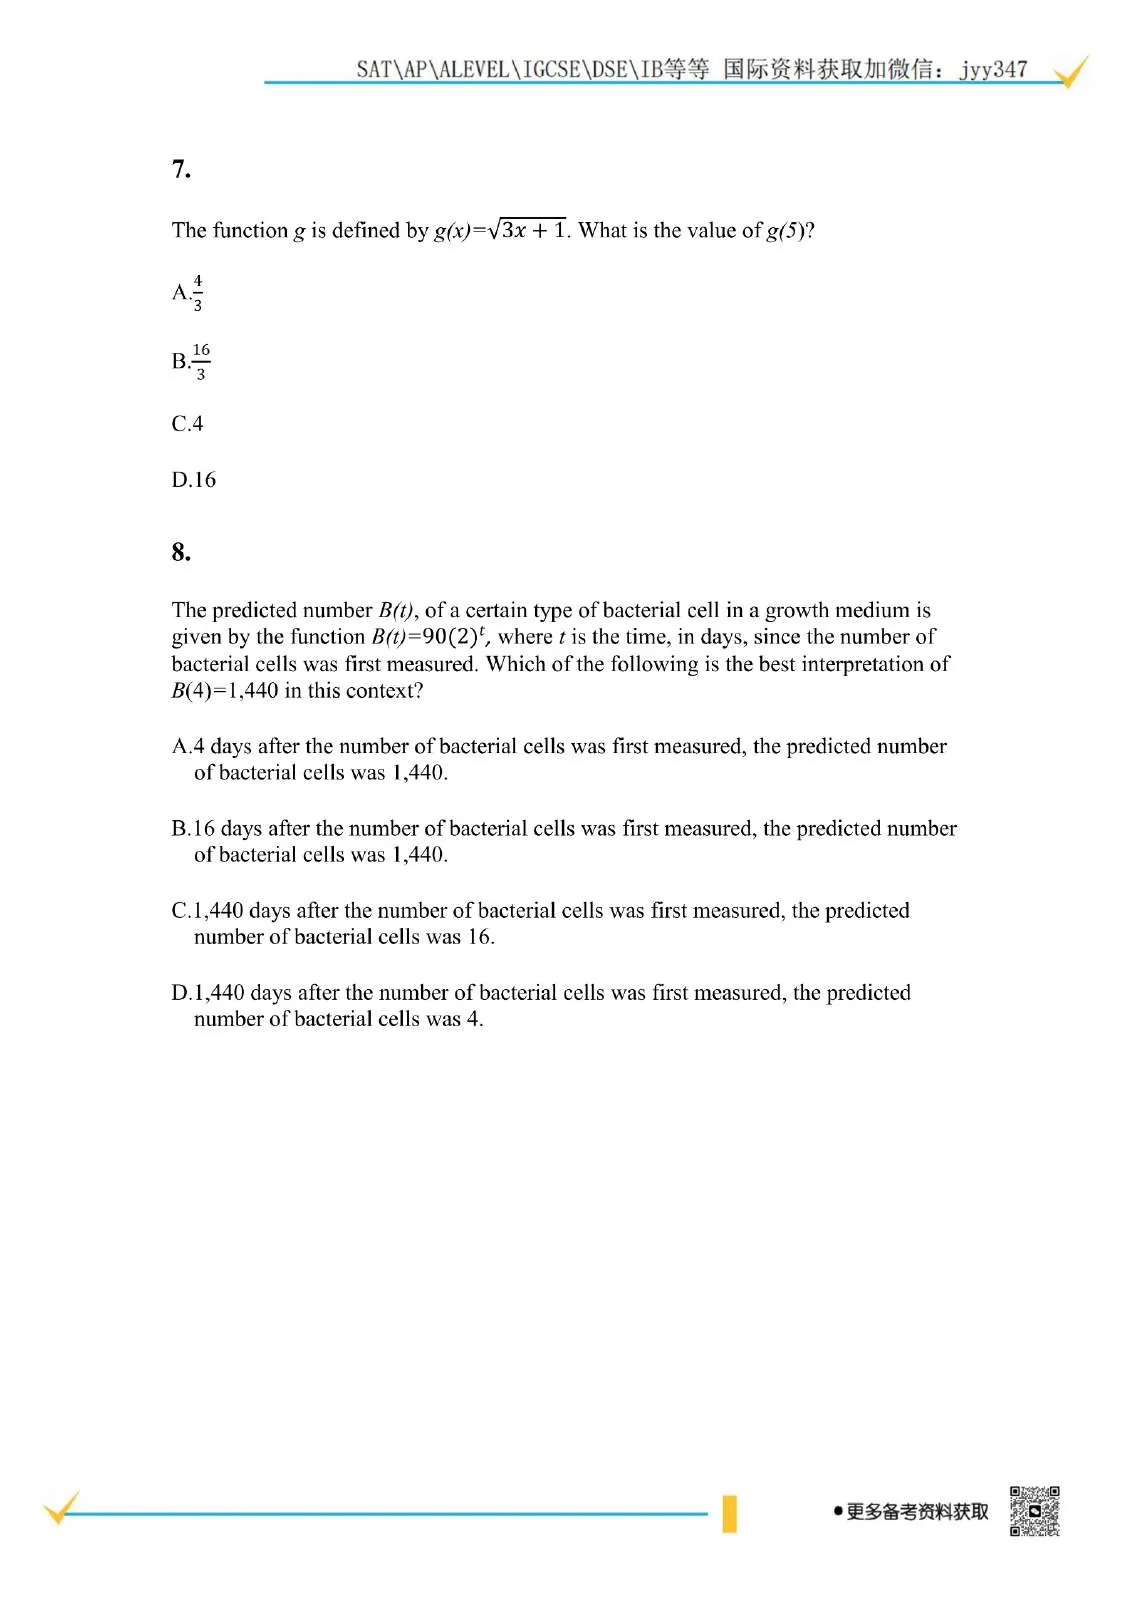 SAT\AP\ALEVEL\IGCSE\DSE\IB等等 国际资料获取加微信：jyy347
7.
The function g is defined by g(x)=√3x + 1. What is the value of g(5)?
A.4/3
B.16/3
C.4
D.16
8.
The predicted number B(t), of a certain type of bacterial cell in a growth medium is
given by the function B(t)=90(2)^t, where t is the time, in days, since the number of
bacterial cells was first measured. Which of the following is the best interpretation of
B(4)=1,440 in this context?
A.4 days after the number of bacterial cells was first measured, the predicted number
of bacterial cells was 1,440.
B.16 days after the number of bacterial cells was first measured, the predicted number
of bacterial cells was 1,440.
C.1,440 days after the number of bacterial cells was first measured, the predicted
number of bacterial cells was 16.
D.1,440 days after the number of bacterial cells was first measured, the predicted
number of bacterial cells was 4.
•更多备考资料获取